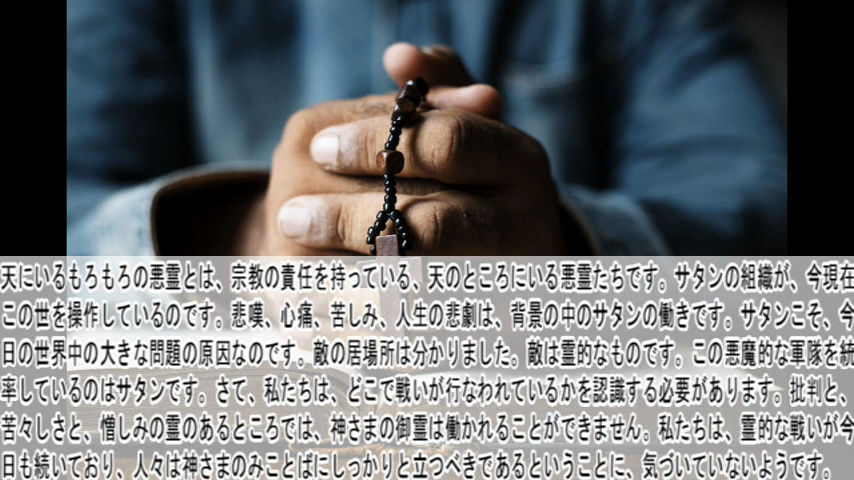 天にいるもろもろの悪霊とは、宗教の責任を持っている、天のところにいる悪霊たちです。サタンの組織が、今現在
この世を操作しているのです。悲嘆、心痛、苦しみ、人生の悲劇は、背景の中のサタンの働きです。サタンこそ、今
日の世界中の大きな問題の原因なのです。敵の居場所は分かりました。敵は霊的なものです。この悪魔的な軍隊を統
率しているのはサタンです。さて、私たちは、どこで戦いが行なわれているかを認識する必要があります。批判と、
苦々しさと、憎しみの霊のあるところでは、神さまの御霊は働かれることができません。私たちは、霊的な戦いが今
日も続いており、人々は神さまのみことばにしっかりと立つべきであるということに、気づいていないようです。